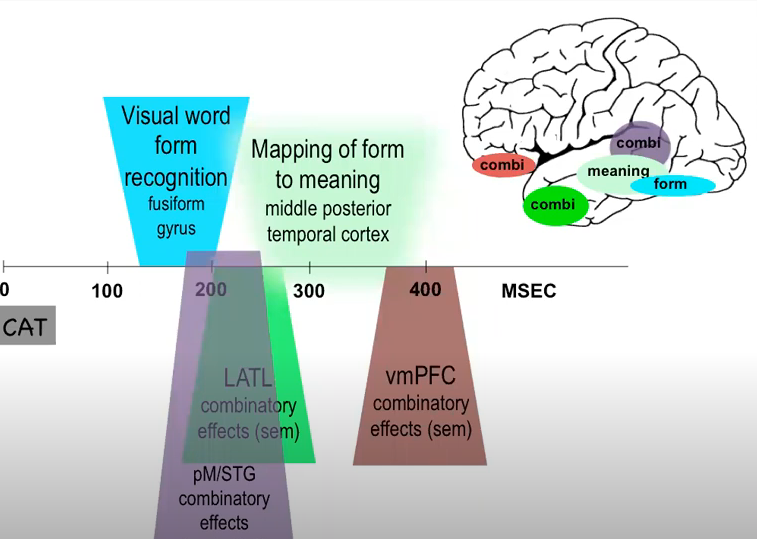 Visual word
form
recognition
fusiform
gyrus
Mapping of form
to meaning
middle posterior
temporal cortex
combi
combi
meaning
form
combi
0
100
200
300
400
MSEC
CAT
LATL
combinatory
effects (sem)
vmPFC
combinatory
effects (sem)
pM/STG
combinatory
effects